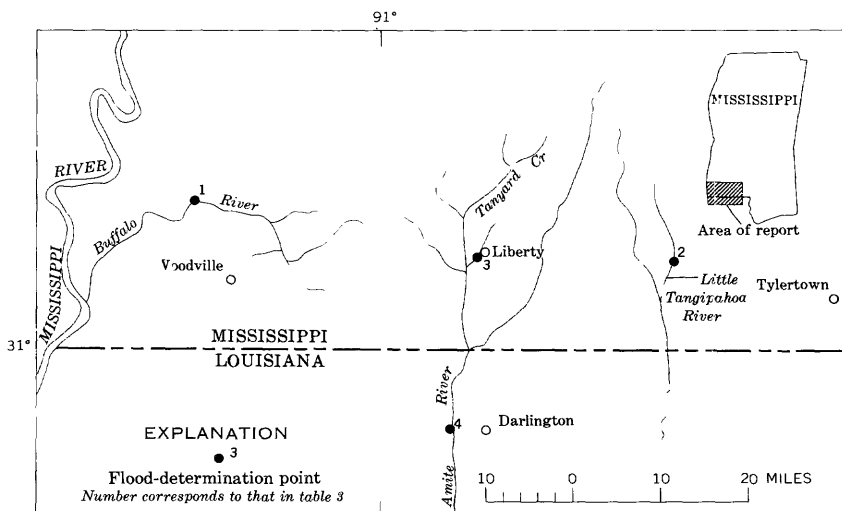 91°
MISSISSIPPI
RIVER
MISSISSIPPI
1
Buffalo River
Tanyard Cr
Area of report
Voodville
Liberty
3
2
Little
Tangipahoa
River
Tylertown
31°
MISSISSIPPI
LOUISIANA
River
Amite
4
Darlington
EXPLANATION
3
Flood-determination point
Number corresponds to that in table 3
10 0 10 20 MILES